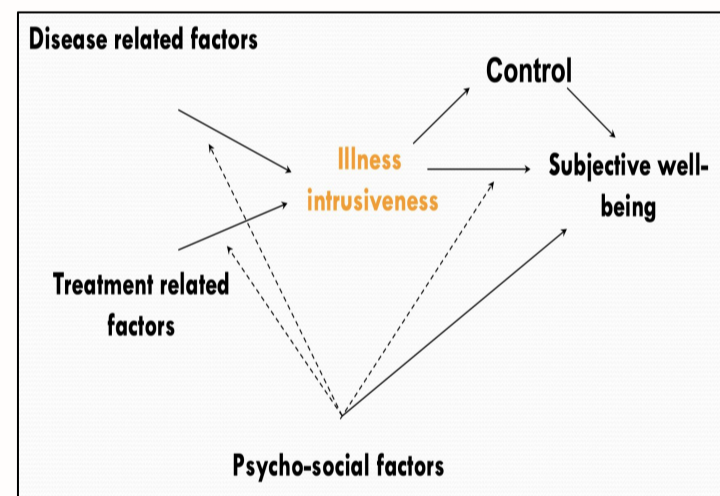 Disease related factors
Control
Illness
intrusiveness
Subjective well-
being
Treatment related
factors
Psycho-social factors